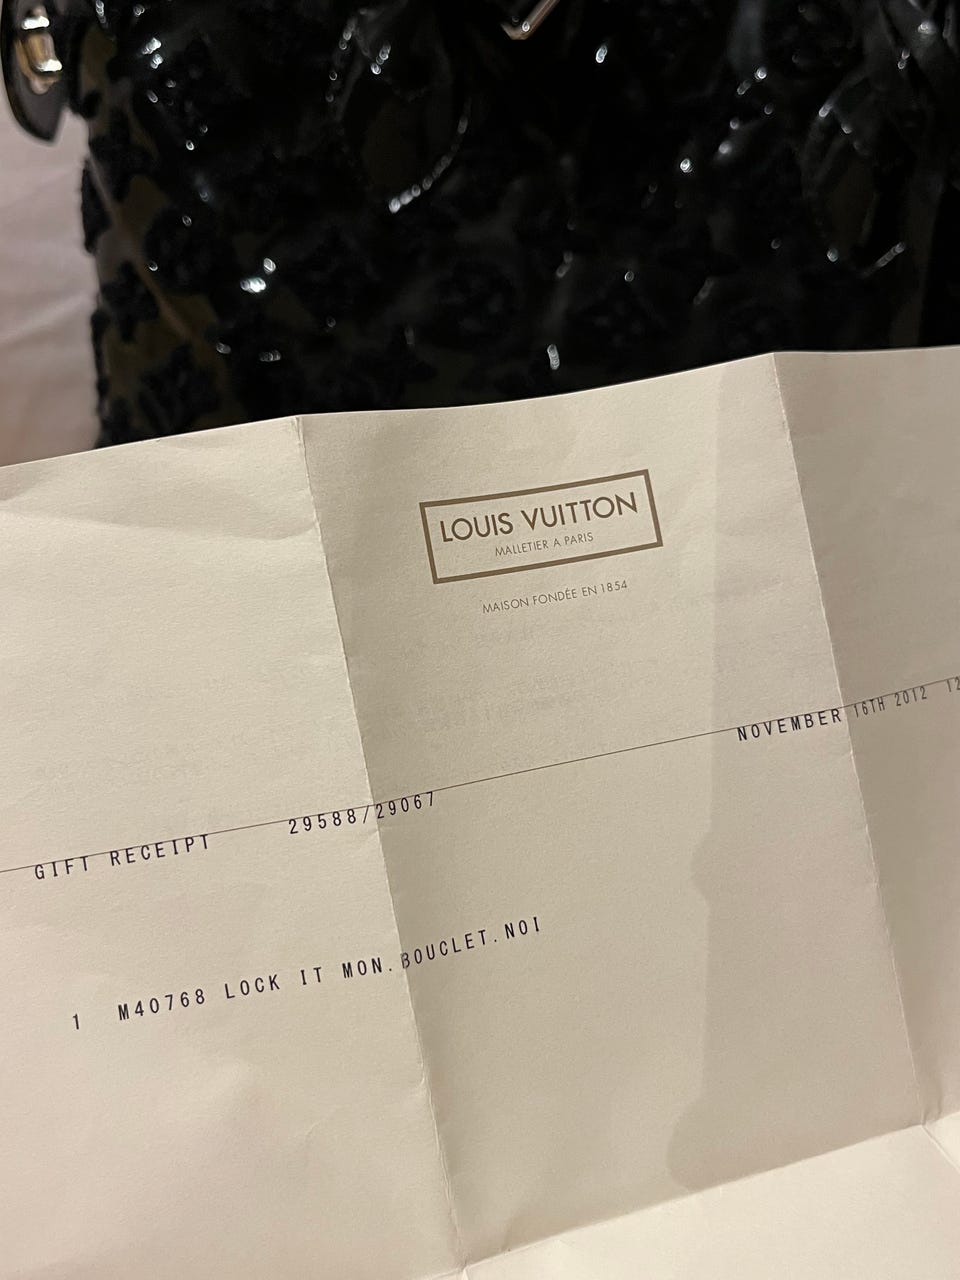 LOUIS VUITTON
MALLETIER A PARIS
MAISON FONDÉE EN 1854
NOVEMBER 16TH 2012 12
GIFT RECEIPT 29588/29067
1 M40768 LOCK IT MON.BOUCLET.NOI